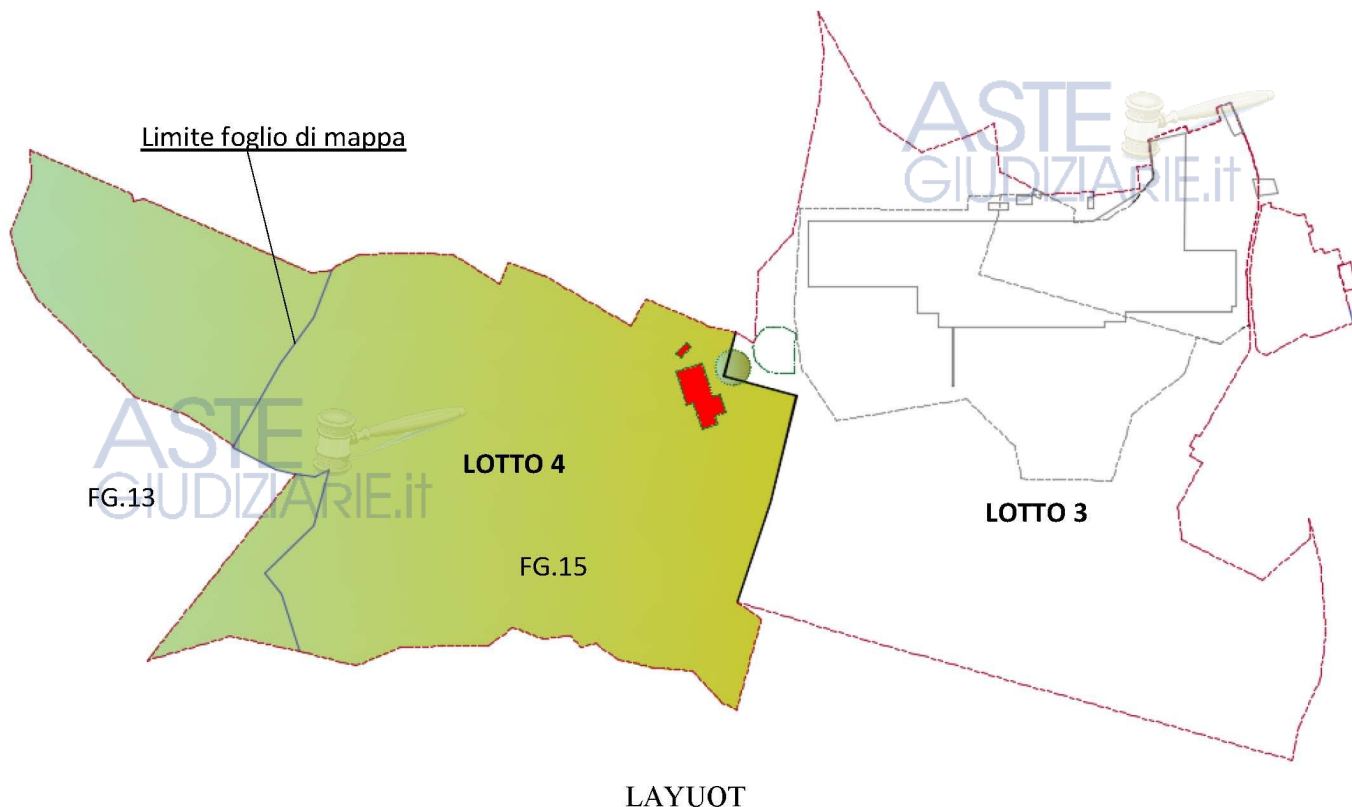 ASTE
GIUDIZIARIE.it
Limite foglio di mappa
ASTE
GIUDIZIARIE.it
LOTTO 4
FG.13
LOTTO 3
FG.15
LAYUOT